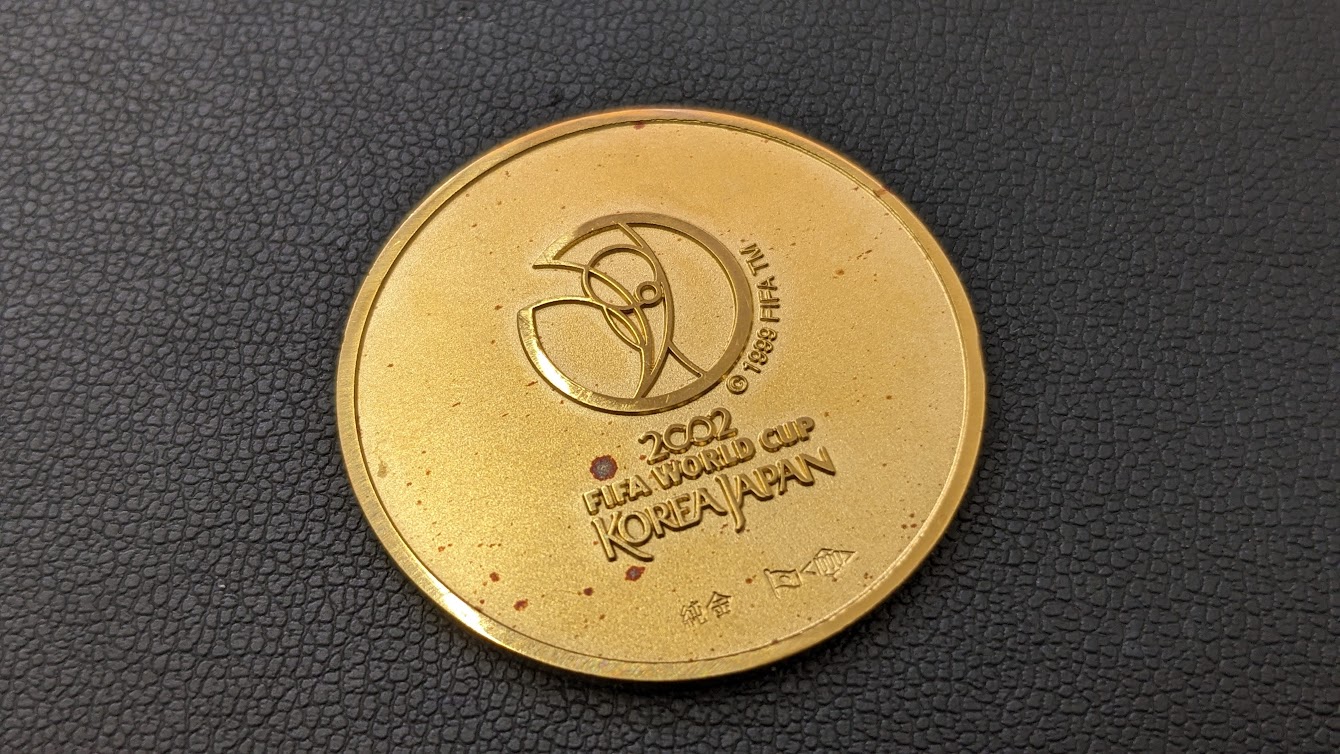 © 1999 FIFA TM
2002
FIFA WORLD CUP
KOREA JAPAN
純金